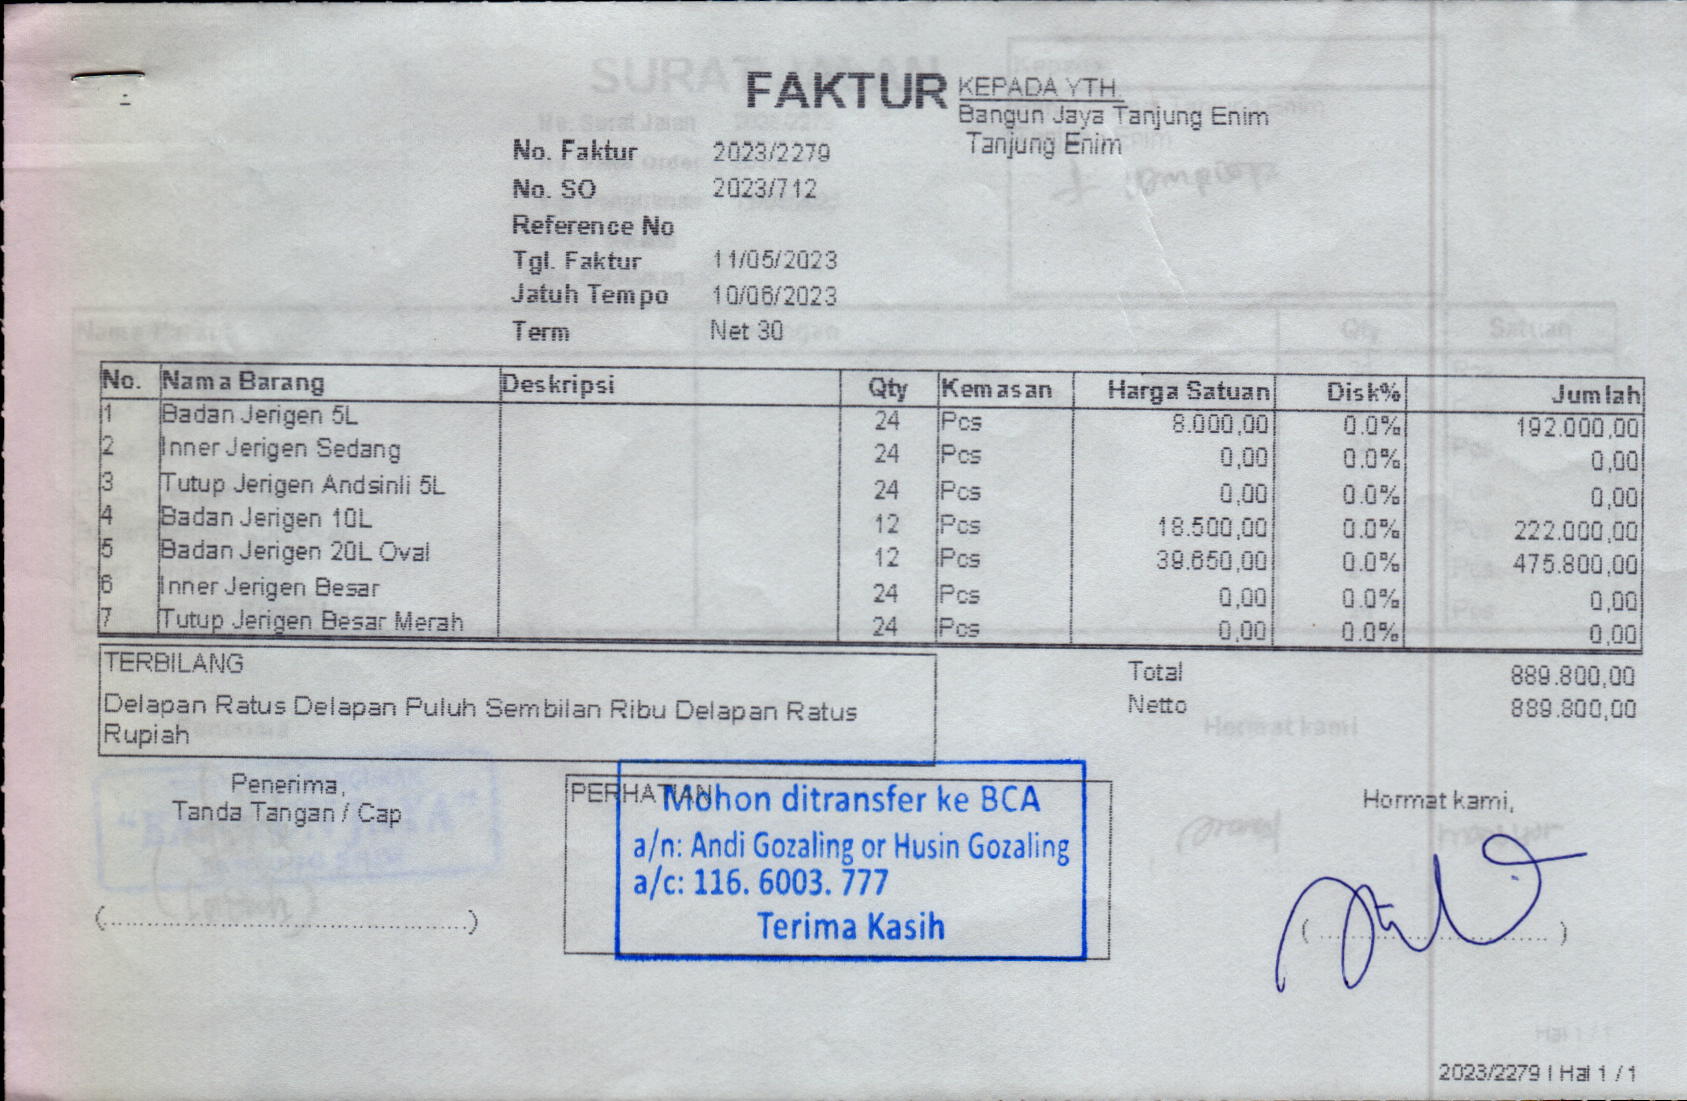 FAKTUR
KEPADA YTH.
Bangun Jaya Tanjung Enim
Tanjung Enim
No. Faktur 2023/2279
No. SO 2023/712
Reference No
Tgl. Faktur 11/05/2023
Jatuh Tempo 10/06/2023
Term Net 30
No. Nama Barang Deskripsi Qty Kemasan Harga Satuan Disk% Jumlah
1 Badan Jerigen 5L 24 Pcs 8.000,00 0.0% 192.000,00
2 Inner Jerigen Sedang 24 Pcs 0,00 0.0% 0,00
3 Tutup Jerigen Andsinli 5L 24 Pcs 0,00 0.0% 0,00
4 Badan Jerigen 10L 12 Pcs 18.500,00 0.0% 222.000,00
5 Badan Jerigen 20L Oval 12 Pcs 39.650,00 0.0% 475.800,00
6 Inner Jerigen Besar 24 Pcs 0,00 0.0% 0,00
7 Tutup Jerigen Besar Merah 24 Pcs 0,00 0.0% 0,00
TERBILANG
Delapan Ratus Delapan Puluh Sembilan Ribu Delapan Ratus
Rupiah
Total 889.800,00
Netto 889.800,00
Penerima,
Tanda Tangan / Cap
(................................................)
PERHATIAN
Mohon ditransfer ke BCA
a/n: Andi Gozaling or Husin Gozaling
a/c: 116. 6003. 777
Terima Kasih
Hormat kami,
( .............................. )
2023/2279 | Hal 1 / 1